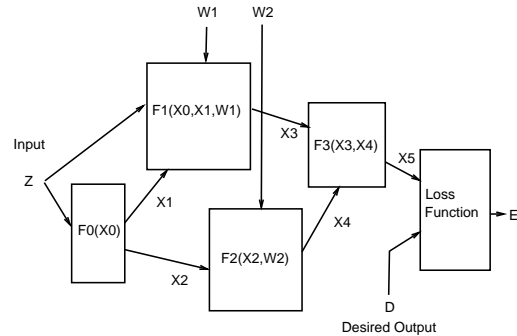 W1
W2
F1(X0,X1,W1)
X3
F3(X3,X4)
Input
X5
Z
X1
Loss
Function
F0(X0)
X4
E
F2(X2,W2)
X2
D
Desired Output